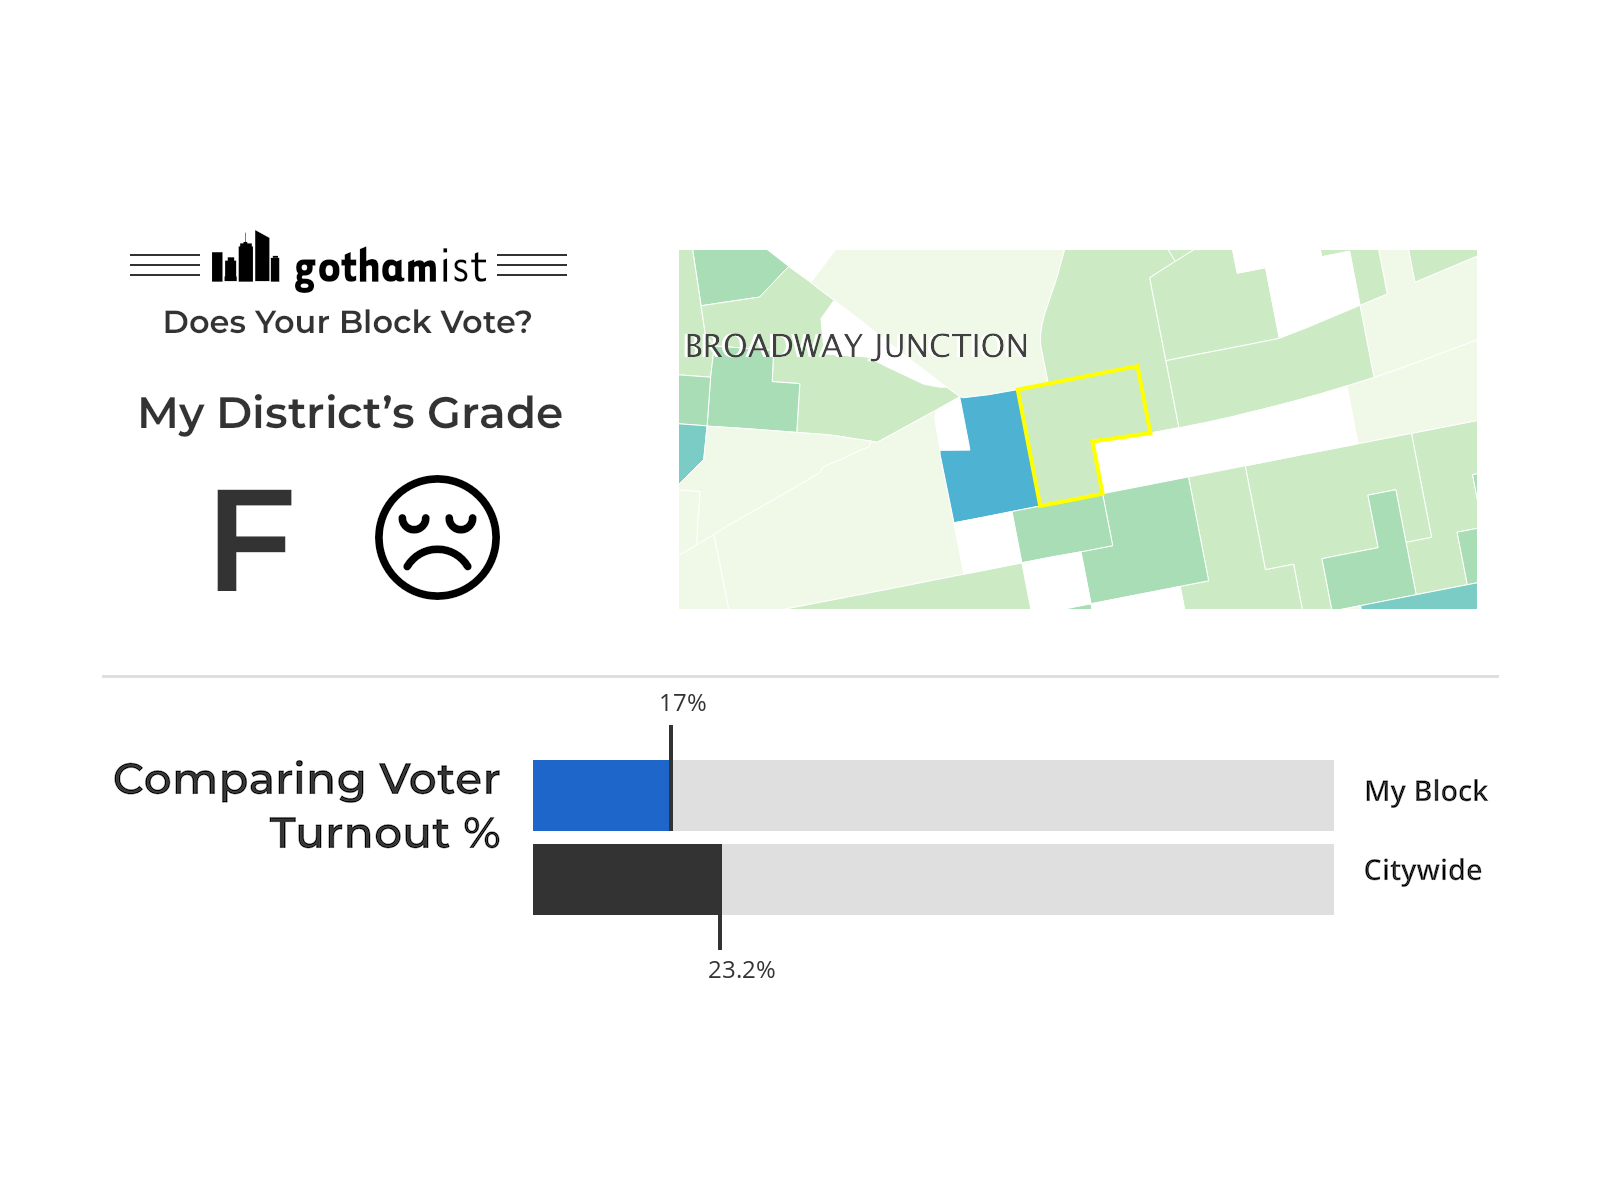 gothamist
Does Your Block Vote?
My District’s Grade
F
BROADWAY JUNCTION
17%
Comparing Voter
Turnout %
My Block
Citywide
23.2%